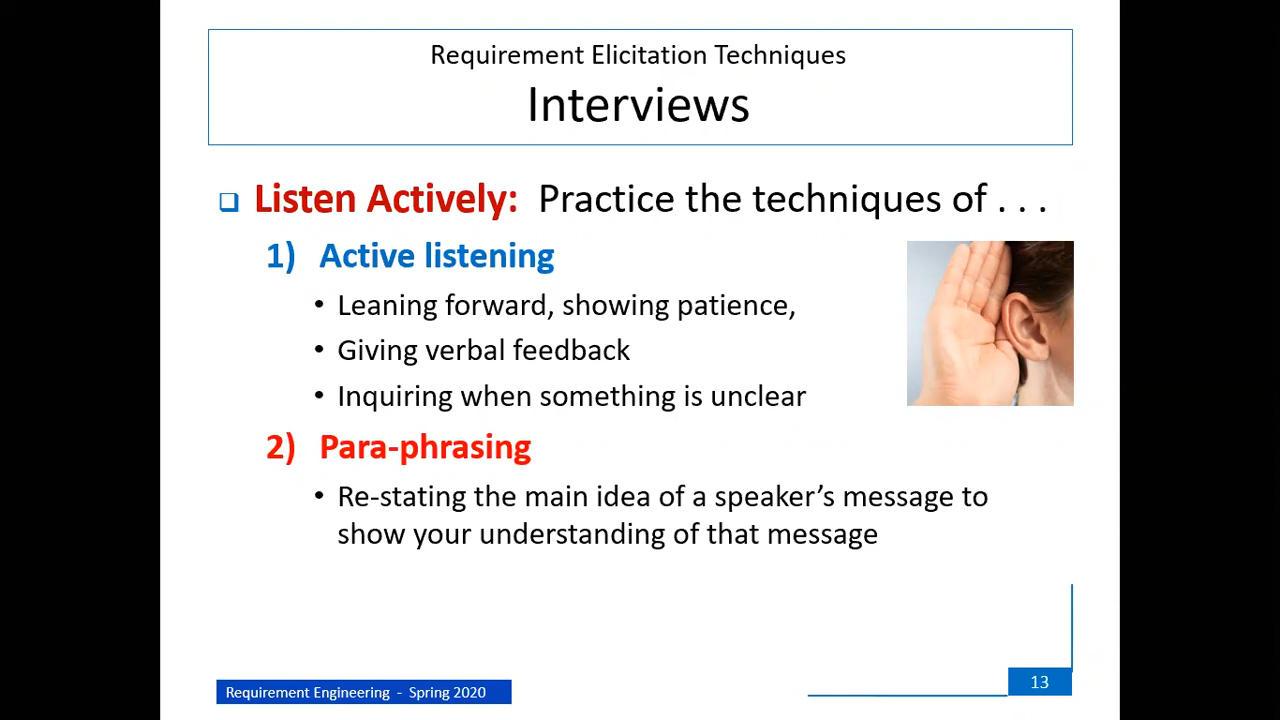 Requirement Elicitation Techniques
Interviews
Listen Actively: Practice the techniques of . . .
1) Active listening
• Leaning forward, showing patience,
• Giving verbal feedback
• Inquiring when something is unclear
2) Para-phrasing
• Re-stating the main idea of a speaker’s message to
show your understanding of that message
Requirement Engineering - Spring 2020
13